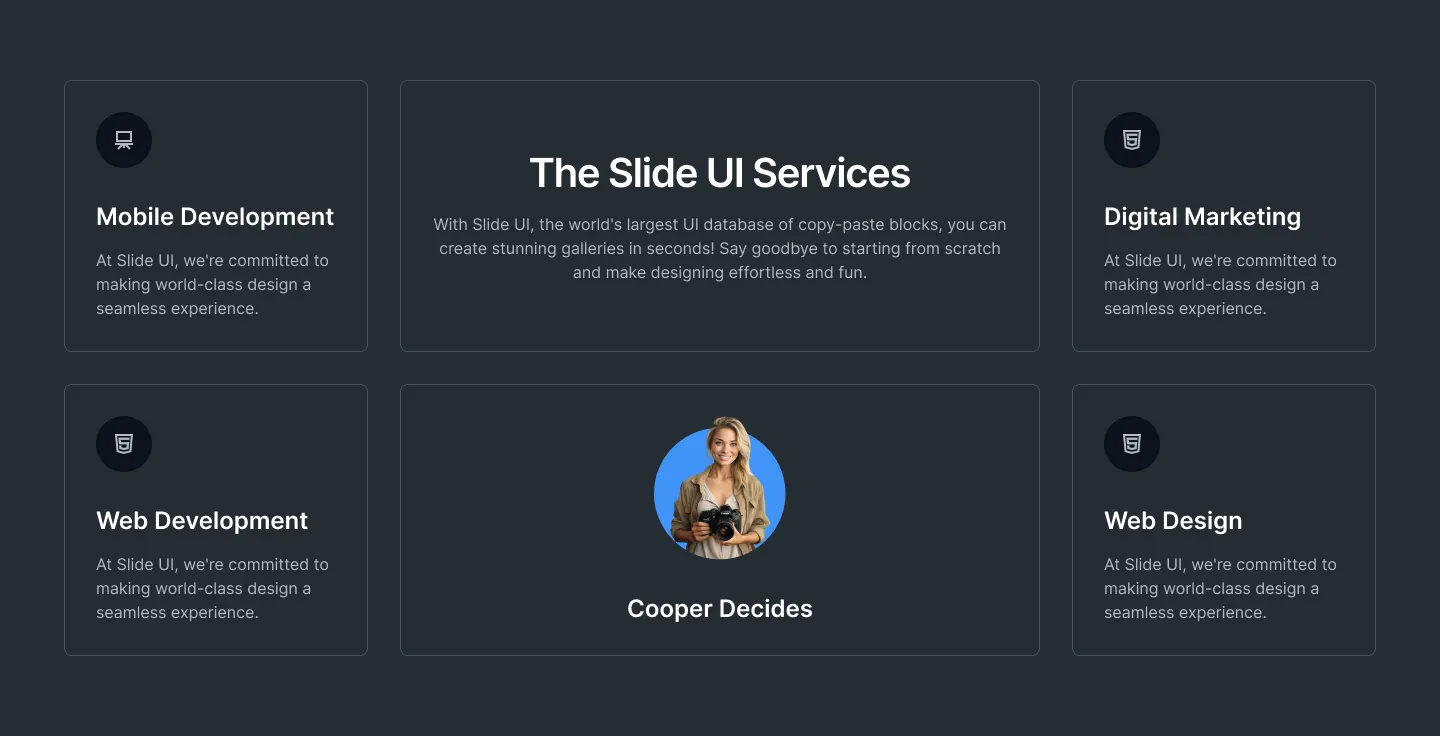 Mobile Development
At Slide UI, we're committed to
making world-class design a
seamless experience.
The Slide UI Services
With Slide UI, the world's largest UI database of copy-paste blocks, you can
create stunning galleries in seconds! Say goodbye to starting from scratch
and make designing effortless and fun.
Digital Marketing
At Slide UI, we're committed to
making world-class design a
seamless experience.
Web Development
At Slide UI, we're committed to
making world-class design a
seamless experience.
Cooper Decides
Web Design
At Slide UI, we're committed to
making world-class design a
seamless experience.